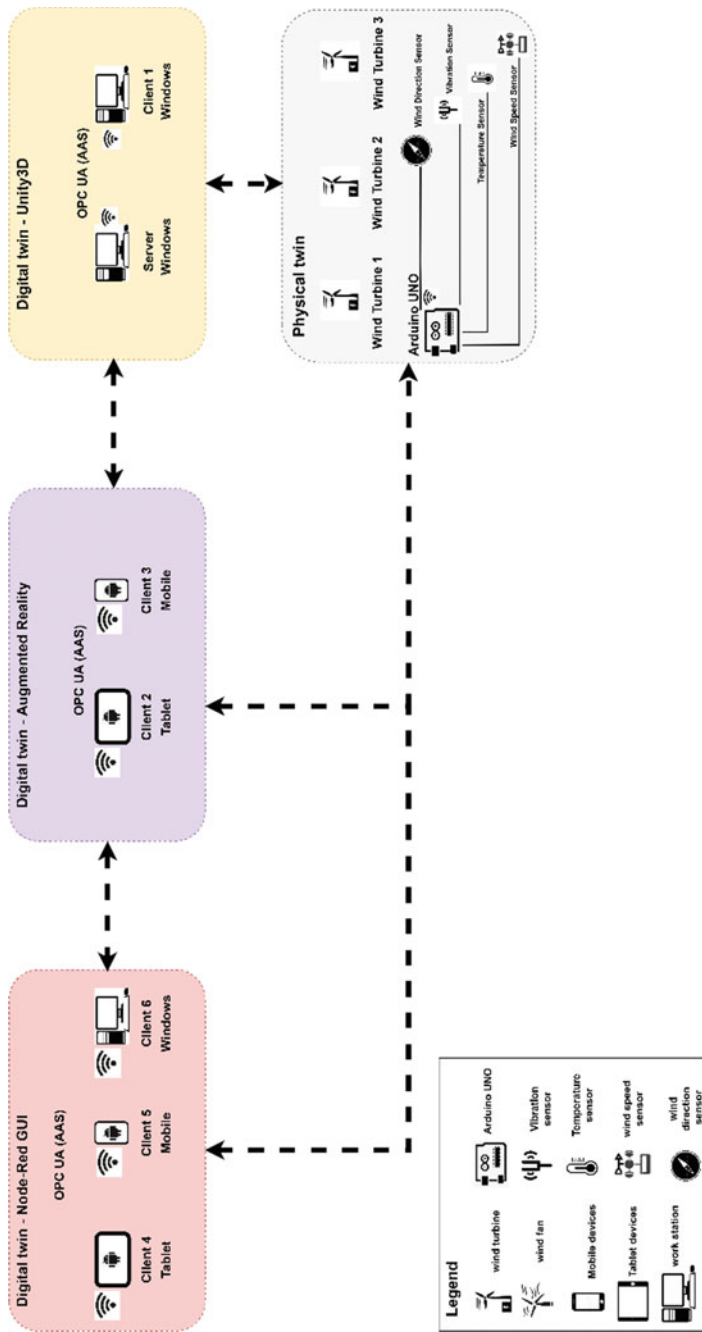 Digital twin - Node-Red GUI
OPC UA (AAS)
Client 4
Tablet
Client 5
Mobile
Client 6
Windows
Digital twin - Augmented Reality
OPC UA (AAS)
Client 2
Tablet
Client 3
Mobile
Digital twin - Unity3D
OPC UA (AAS)
Server
Windows
Client 1
Windows
Physical twin
Wind Turbine 1
Wind Turbine 2
Wind Turbine 3
Arduino UNO
Wind Direction Sensor
Vibration Sensor
Temperature Sensor
Wind Speed Sensor
Legend
wind turbine
Arduino UNO
wind fan
Vibration
sensor
Mobile devices
Temperature
sensor
Tablet devices
wind speed
sensor
work station
wind
direction
sensor